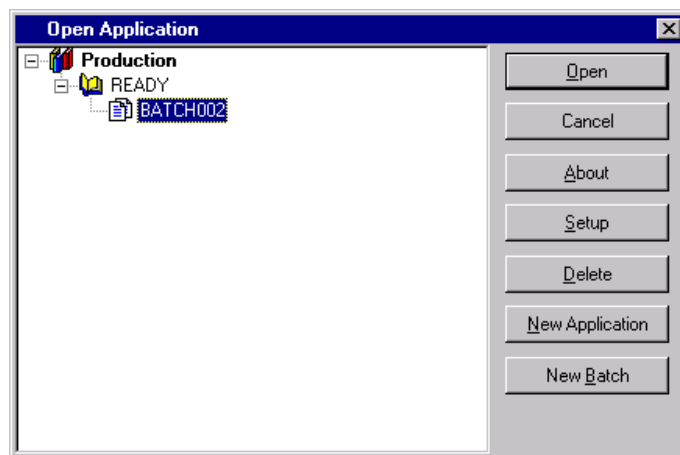 Open Application
Production
READY
BATCH002
Open
Cancel
About
Setup
Delete
New Application
New Batch